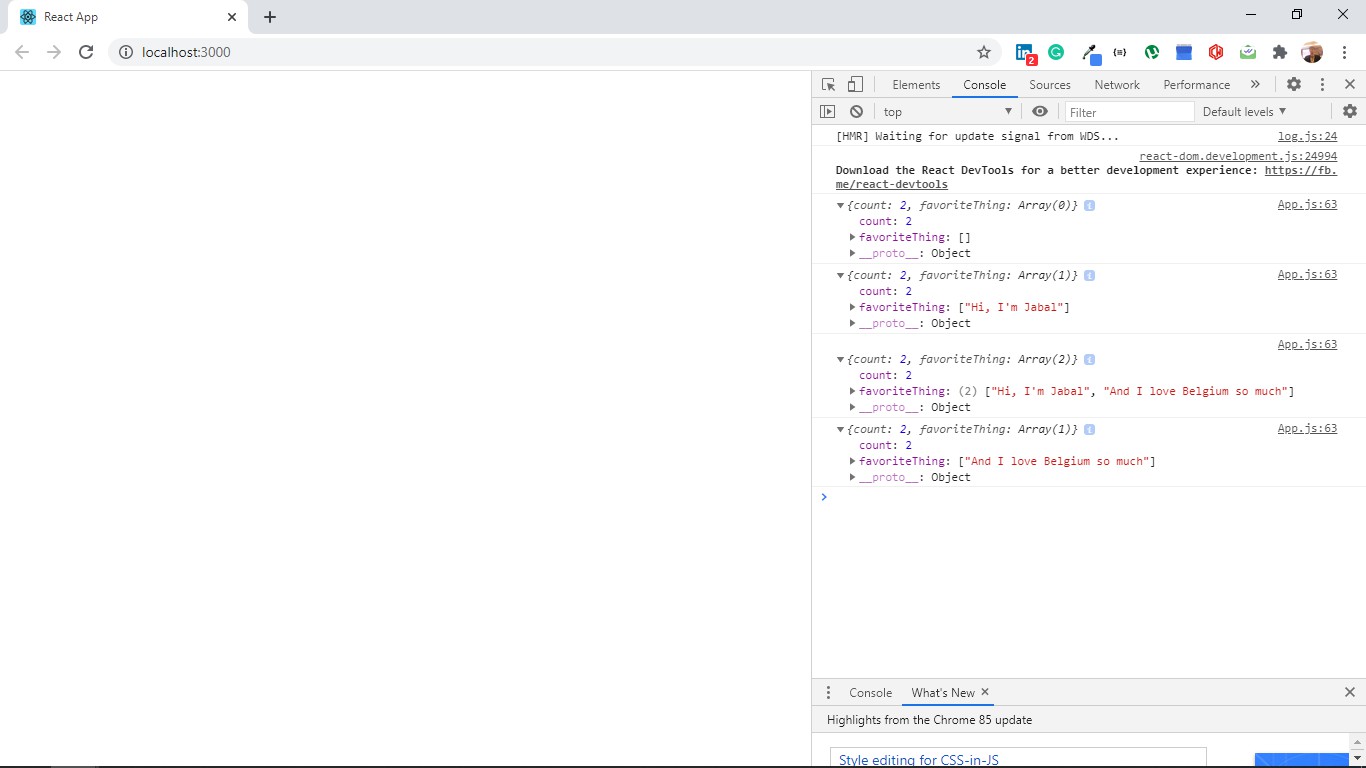 React App
localhost:3000
2
Elements Console Sources Network Performance
top Filter Default levels
[HMR] Waiting for update signal from WDS... log.js:24
react-dom.development.js:24994
Download the React DevTools for a better development experience: https://fb.
me/react-devtools
{count: 2, favoriteThing: Array(0)} App.js:63
count: 2
favoriteThing: []
__proto__: Object
{count: 2, favoriteThing: Array(1)} App.js:63
count: 2
favoriteThing: ["Hi, I'm Jabal"]
__proto__: Object
App.js:63
{count: 2, favoriteThing: Array(2)}
count: 2
favoriteThing: (2) ["Hi, I'm Jabal", "And I love Belgium so much"]
__proto__: Object
{count: 2, favoriteThing: Array(1)} App.js:63
count: 2
favoriteThing: ["And I love Belgium so much"]
__proto__: Object
Console What's New
Highlights from the Chrome 85 update
Style editing for CSS-in-JS